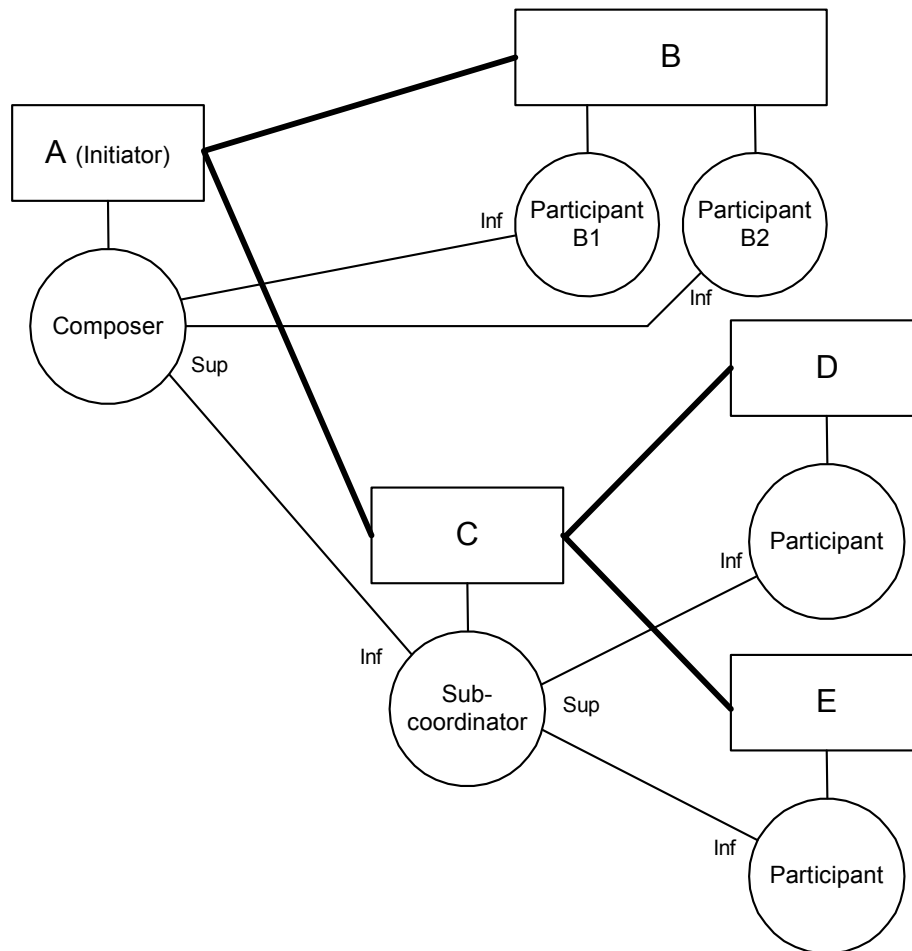 B
A (Initiator)
Participant
B1
Participant
B2
Inf
Inf
Composer
Sup
D
C
Participant
Inf
Inf
Sub-
coordinator
Sup
E
Inf
Participant